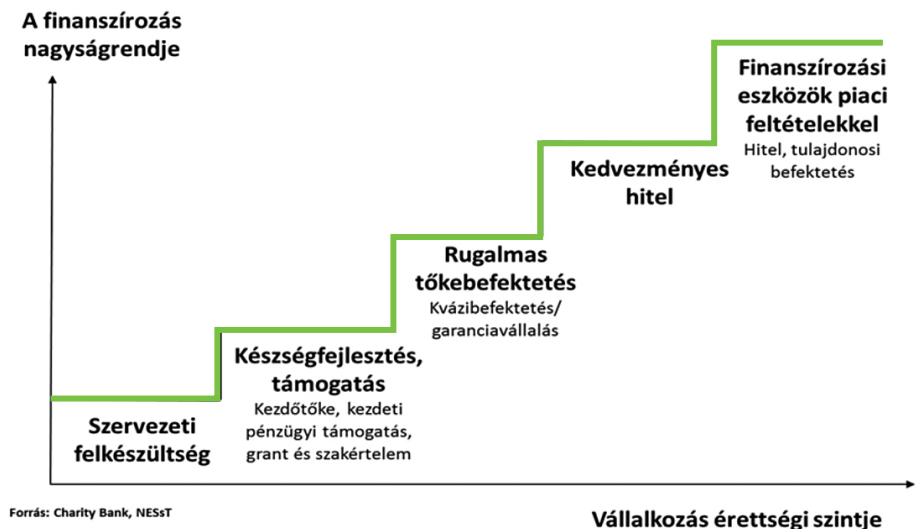 A finanszírozás
nagyságrendje
Finanszírozási
eszközök piaci
feltételekkel
Hitel, tulajdonosi
befektetés
Kedvezményes
hitel
Rugalmas
tőkebefektetés
Kvázibefektetés/
garanciavállalás
Készségfejlesztés,
támogatás
Kezdőtőke, kezdeti
pénzügyi támogatás,
grant és szakértelem
Szervezeti
felkészültség
Forrás: Charity Bank, NESsT
Vállalkozás érettségi szintje